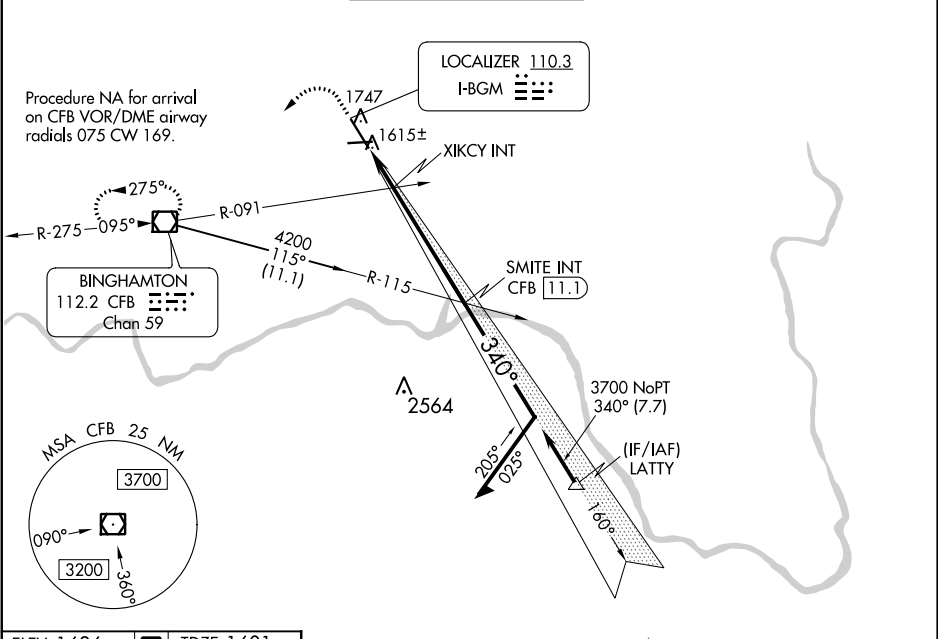 LOCALIZER 110.3
I-BGM
Procedure NA for arrival
on CFB VOR/DME airway
radials 075 CW 169.
1747
1615±
XIKCY INT
275°
R-275
095°
R-091
4200
115°
(11.1)
R-115
SMITE INT
CFB 11.1
BINGHAMTON
112.2 CFB
Chan 59
340°
2564
3700 NoPT
340° (7.7)
(IF/IAF)
LATTY
205°
025°
160°
MSA CFB 25 NM
3700
090°
3200
360°